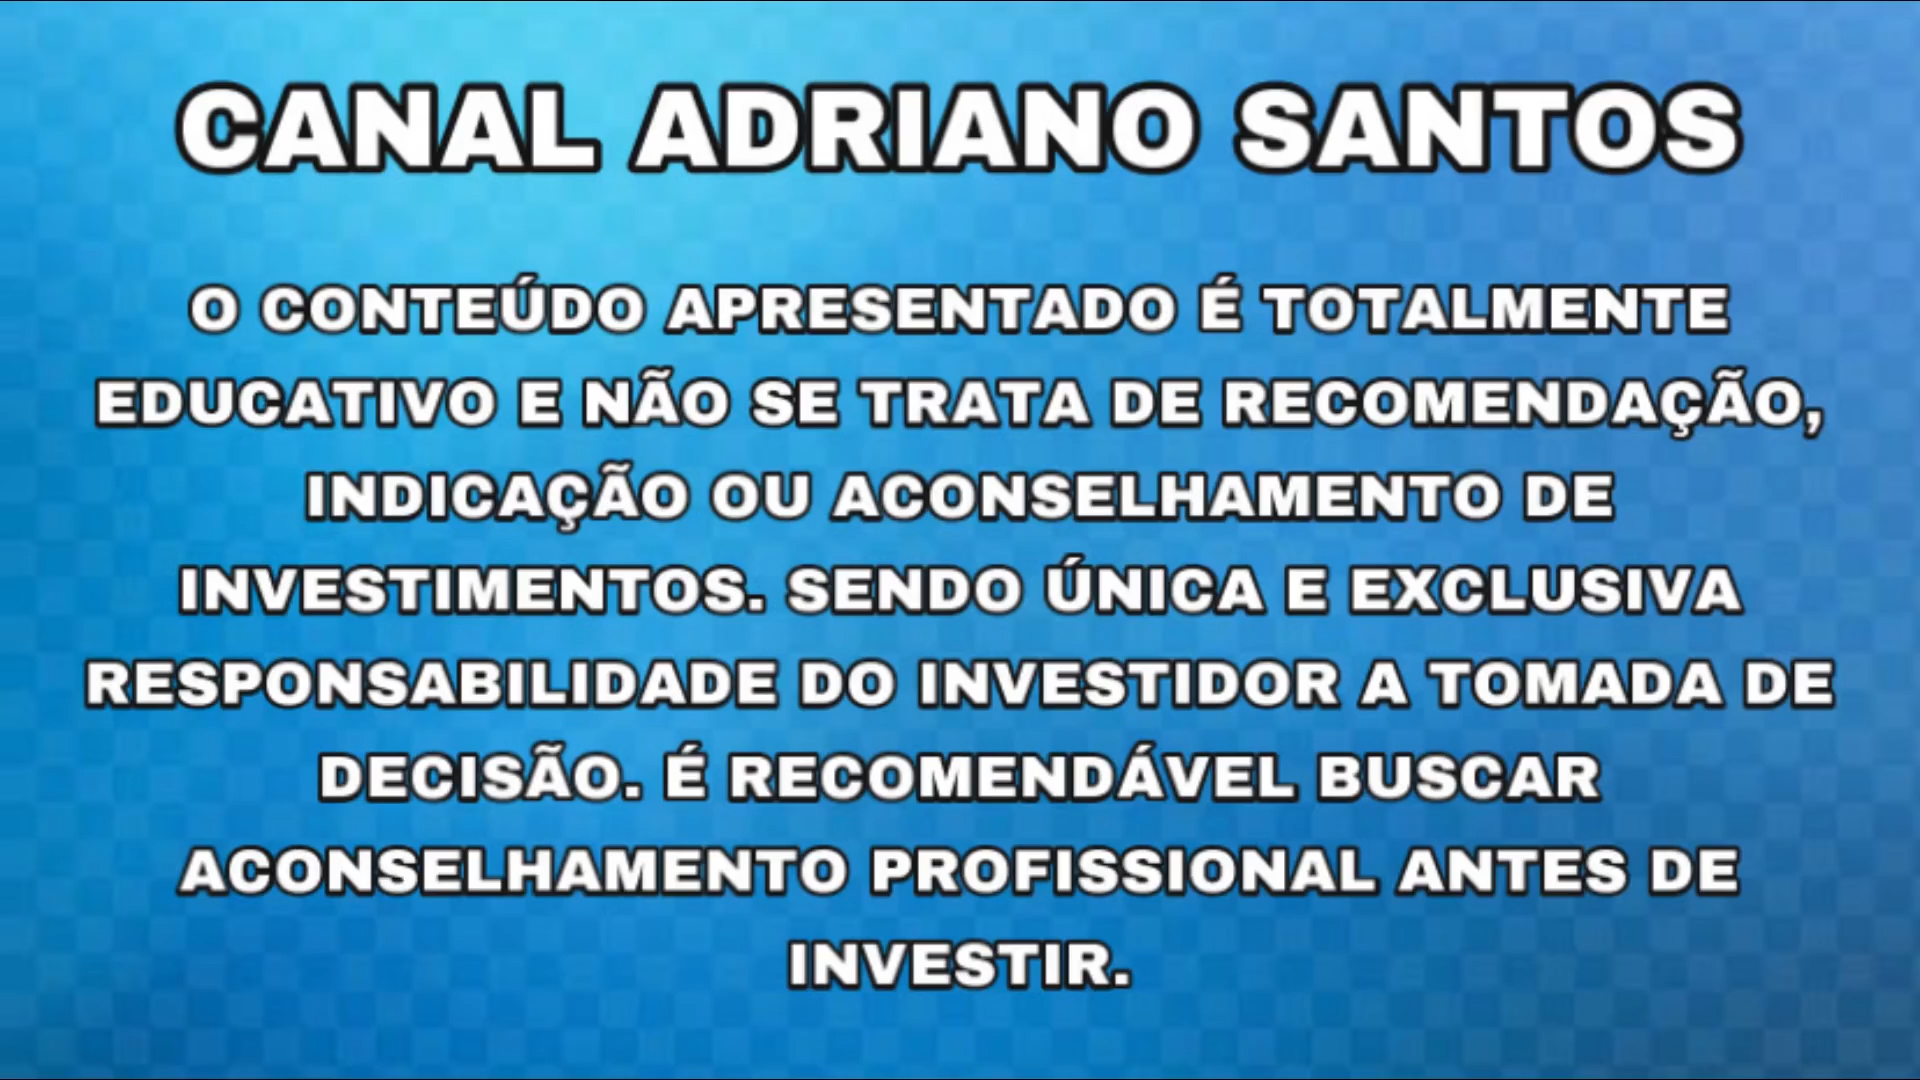 CANAL ADRIANO SANTOS
O CONTEÚDO APRESENTADO É TOTALMENTE
EDUCATIVO E NÃO SE TRATA DE RECOMENDAÇÃO,
INDICAÇÃO OU ACONSELHAMENTO DE
INVESTIMENTOS. SENDO ÚNICA E EXCLUSIVA
RESPONSABILIDADE DO INVESTIDOR A TOMADA DE
DECISÃO. É RECOMENDÁVEL BUSCAR
ACONSELHAMENTO PROFISSIONAL ANTES DE
INVESTIR.